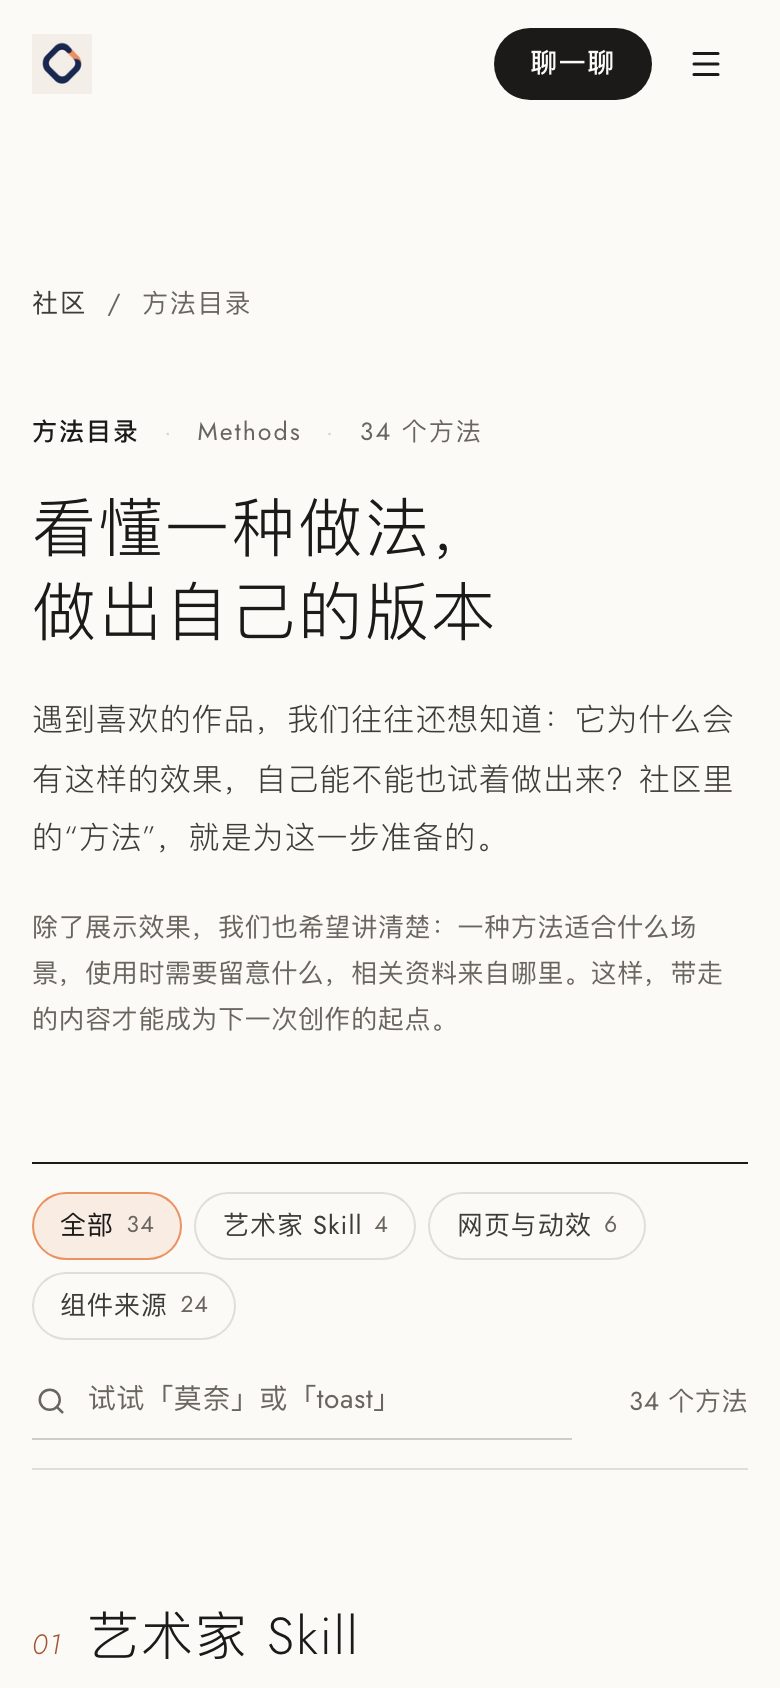 聊一聊
社区 / 方法目录
方法目录 · Methods · 34 个方法
看懂一种做法，
做出自己的版本
遇到喜欢的作品，我们往往还想知道：它为什么会
有这样的效果，自己能不能也试着做出来？社区里
的“方法”，就是为这一步准备的。
除了展示效果，我们也希望讲清楚：一种方法适合什么场
景，使用时需要留意什么，相关资料来自哪里。这样，带走
的内容才能成为下一次创作的起点。
全部 34 艺术家 Skill 4 网页与动效 6
组件来源 24
试试「莫奈」或「toast」 34 个方法
01 艺术家 Skill